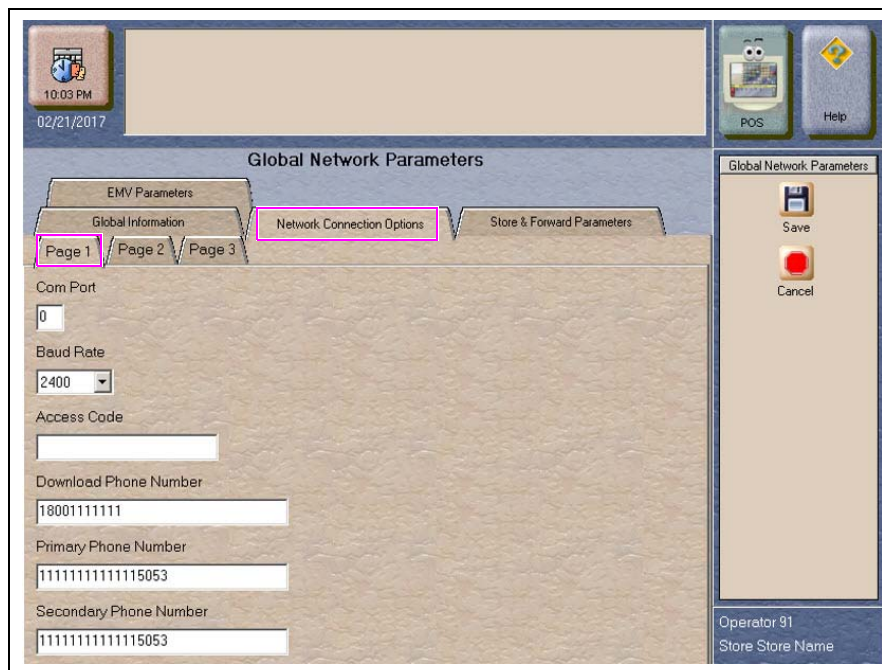 10:03 PM
02/21/2017
POS
Help
Global Network Parameters
EMV Parameters
Global Information
Network Connection Options
Store & Forward Parameters
Page 1
Page 2
Page 3
Com Port
0
Baud Rate
2400
Access Code
Download Phone Number
18001111111
Primary Phone Number
11111111111115053
Secondary Phone Number
11111111111115053
Global Network Parameters
Save
Cancel
Operator 91
Store Store Name